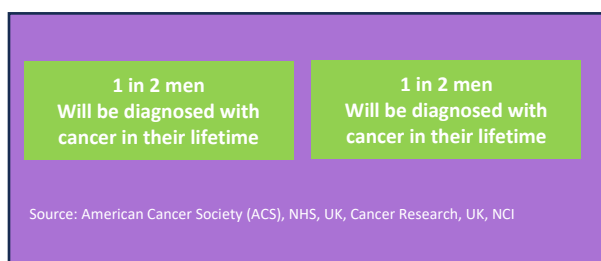 1 in 2 men
Will be diagnosed with
cancer in their lifetime
1 in 2 men
Will be diagnosed with
cancer in their lifetime
Source: American Cancer Society (ACS), NHS, UK, Cancer Research, UK, NCI